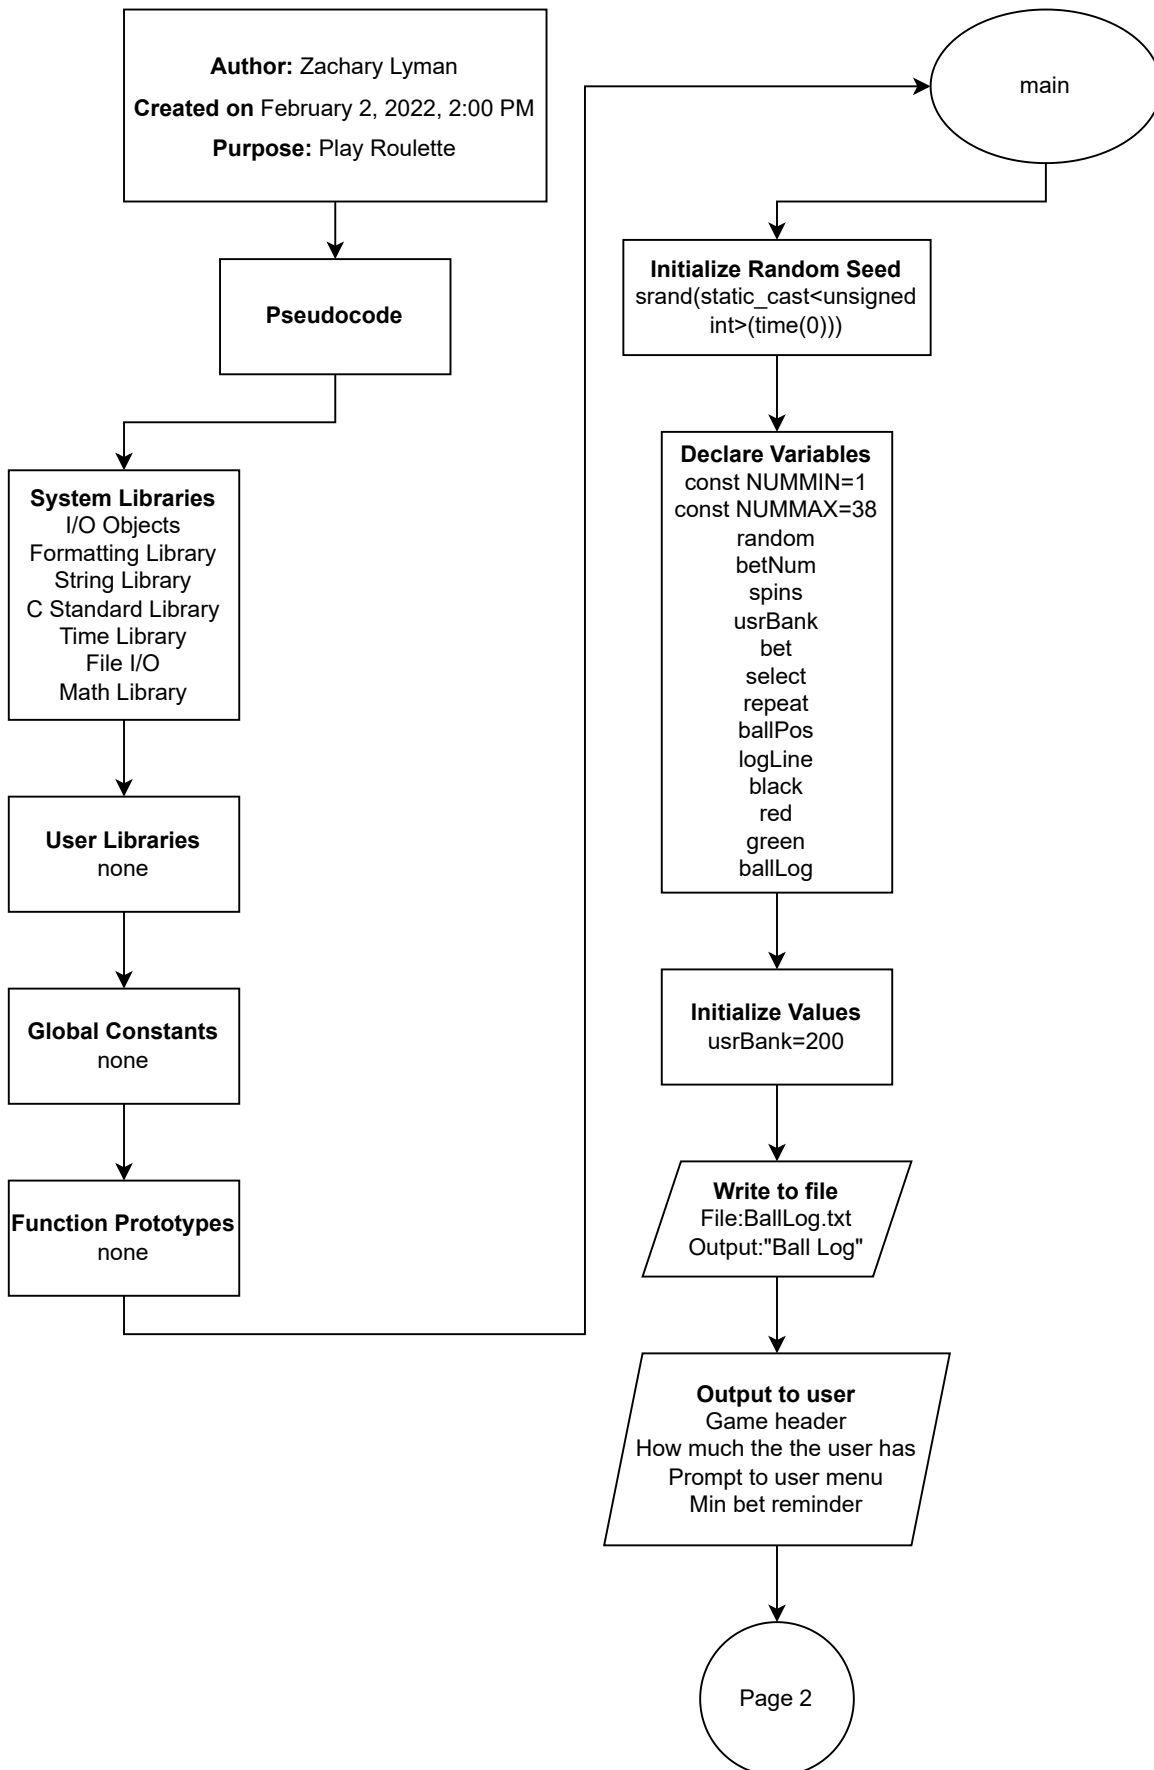 Author: Zachary Lyman
Created on February 2, 2022, 2:00 PM
Purpose: Play Roulette
Pseudocode
System Libraries
I/O Objects
Formatting Library
String Library
C Standard Library
Time Library
File I/O
Math Library
User Libraries
none
Global Constants
none
Function Prototypes
none
main
Initialize Random Seed
srand(static_cast<unsigned
int>(time(0)))
Declare Variables
const NUMMIN=1
const NUMMAX=38
random
betNum
spins
usrBank
bet
select
repeat
ballPos
logLine
black
red
green
ballLog
Initialize Values
usrBank=200
Write to file
File:BallLog.txt
Output:"Ball Log"
Output to user
Game header
How much the the user has
Prompt to user menu
Min bet reminder
Page 2